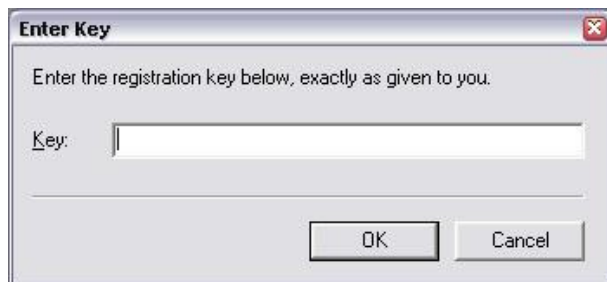 Enter Key
Enter the registration key below, exactly as given to you.
Key:
OK Cancel